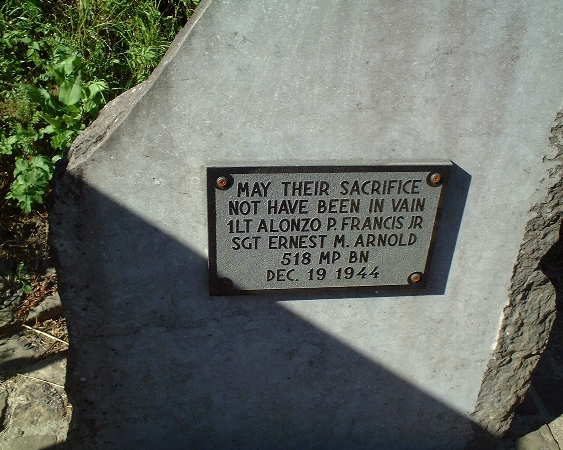 MAY THEIR SACRIFICE
NOT HAVE BEEN IN VAIN
1LT ALONZO P. FRANCIS JR
SGT ERNEST M. ARNOLD
518 MP BN
DEC. 19 1944